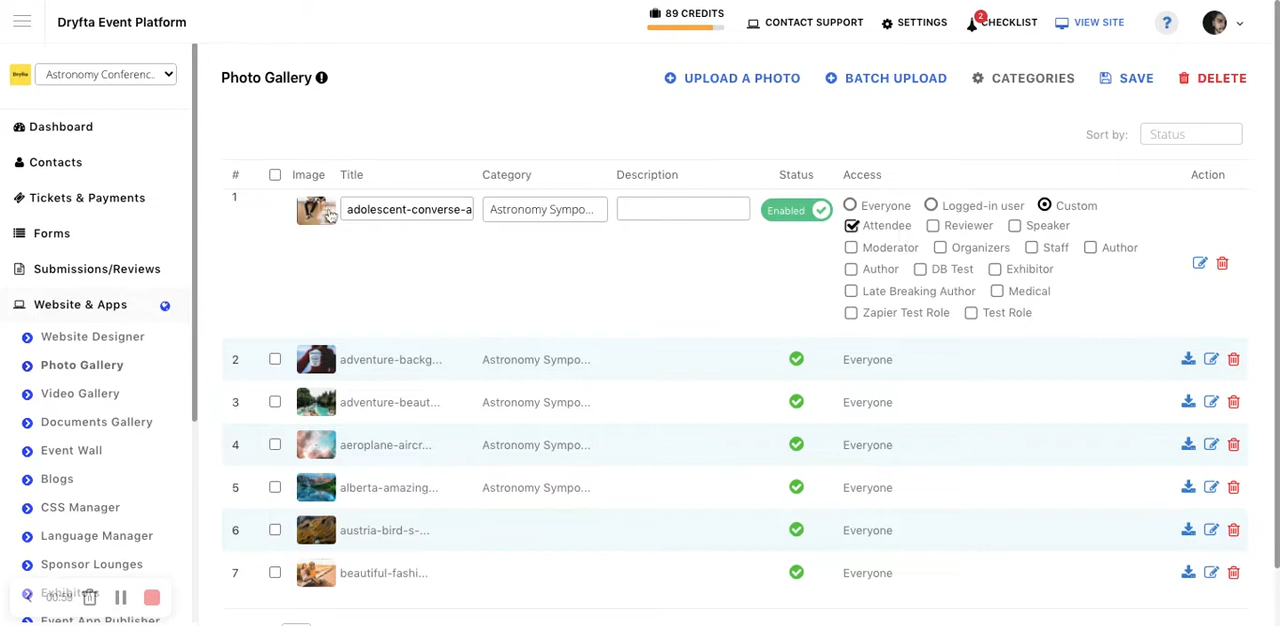 Dryfta Event Platform
89 CREDITS
CONTACT SUPPORT
SETTINGS
2
CHECKLIST
VIEW SITE
?
Dryfta
Astronomy Conferenc..
Dashboard
Contacts
Tickets & Payments
Forms
Submissions/Reviews
Website & Apps
Website Designer
Photo Gallery
Video Gallery
Documents Gallery
Event Wall
Blogs
CSS Manager
Language Manager
Sponsor Lounges
00:58
Event App Publisher
Photo Gallery
UPLOAD A PHOTO
BATCH UPLOAD
CATEGORIES
SAVE
DELETE
Sort by: Status
# Image Title Category Description Status Access Action
1 adolescent-converse-a Astronomy Sympo... Enabled
Everyone Logged-in user Custom
Attendee Reviewer Speaker
Moderator Organizers Staff Author
Author DB Test Exhibitor
Late Breaking Author Medical
Zapier Test Role Test Role
2 adventure-backg... Astronomy Sympo... Everyone
3 adventure-beaut... Astronomy Sympo... Everyone
4 aeroplane-aircr... Astronomy Sympo... Everyone
5 alberta-amazing... Astronomy Sympo... Everyone
6 austria-bird-s-... Everyone
7 beautiful-fashi... Everyone